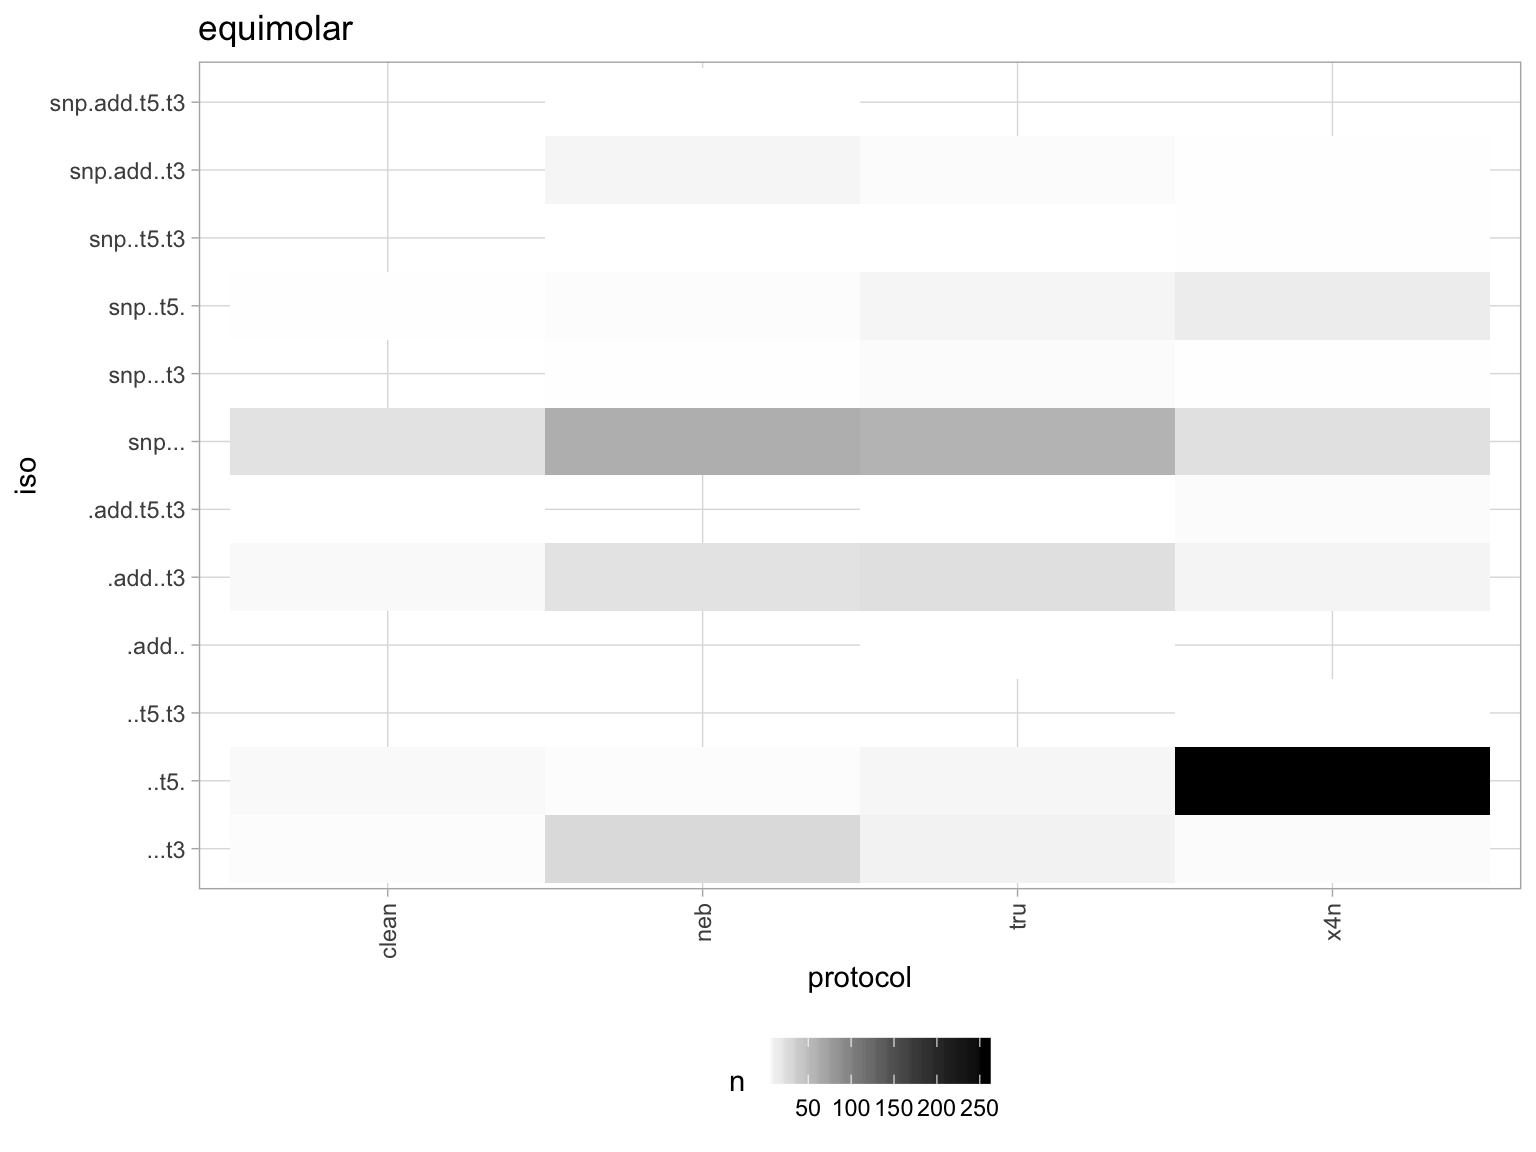 equimolar
snp.add.t5.t3
snp.add..t3
snp..t5.t3
snp..t5.
snp...t3
snp...
.add.t5.t3
.add..t3
.add..
..t5.t3
..t5.
...t3
iso
clean neb tru x4n
protocol
n
50 100 150 200 250